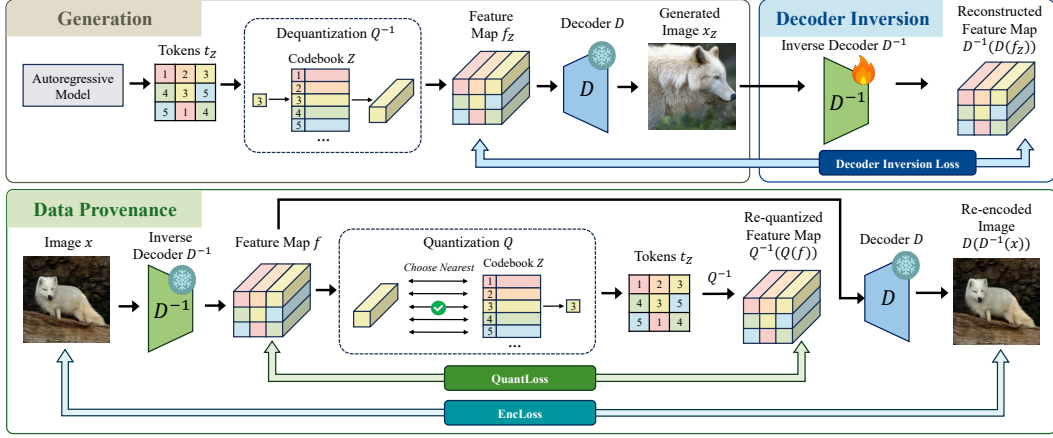 Generation
Autoregressive
Model
Tokens t_Z
1 2 3
4 3 5
5 1 4
Dequantization Q⁻¹
Codebook Z
3
1
2
3
4
5
...
Feature
Map f_Z
Decoder D
D
Generated
Image x_Z
Decoder Inversion
Inverse Decoder D⁻¹
D⁻¹
Reconstructed
Feature Map
D⁻¹(D(f_Z))
Decoder Inversion Loss
Data Provenance
Image x
Inverse
Decoder D⁻¹
D⁻¹
Feature Map f
Quantization Q
Choose Nearest
Codebook Z
1
2
3
4
5
...
3
Tokens t_Z
1 2 3
4 3 5
5 1 4
Q⁻¹
Re-quantized
Feature Map
Q⁻¹(Q(f))
Decoder D
D
Re-encoded
Image
D(D⁻¹(x))
QuantLoss
EncLoss